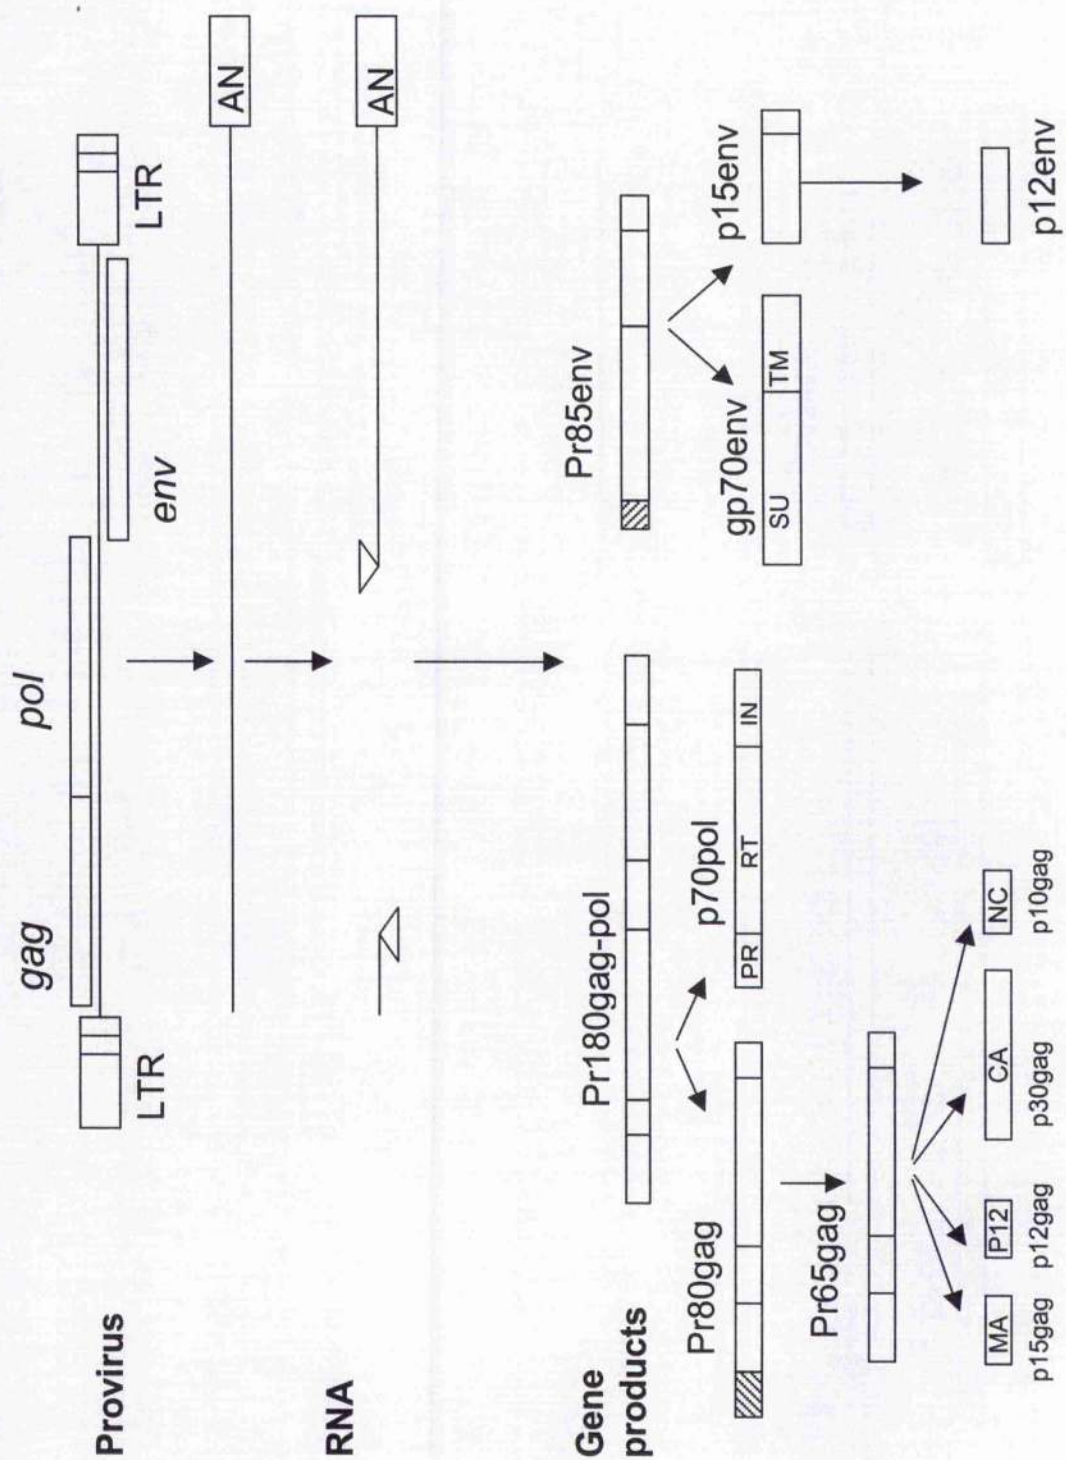 gag pol
env
Provirus
LTR
LTR
AN
RNA
AN
Gene
products
Pr180gag-pol
Pr85env
Pr80gag
p70pol
gp70env
p15env
PR RT IN
SU TM
Pr65gag
MA P12 CA NC
p15gag p12gag p30gag p10gag
p12env